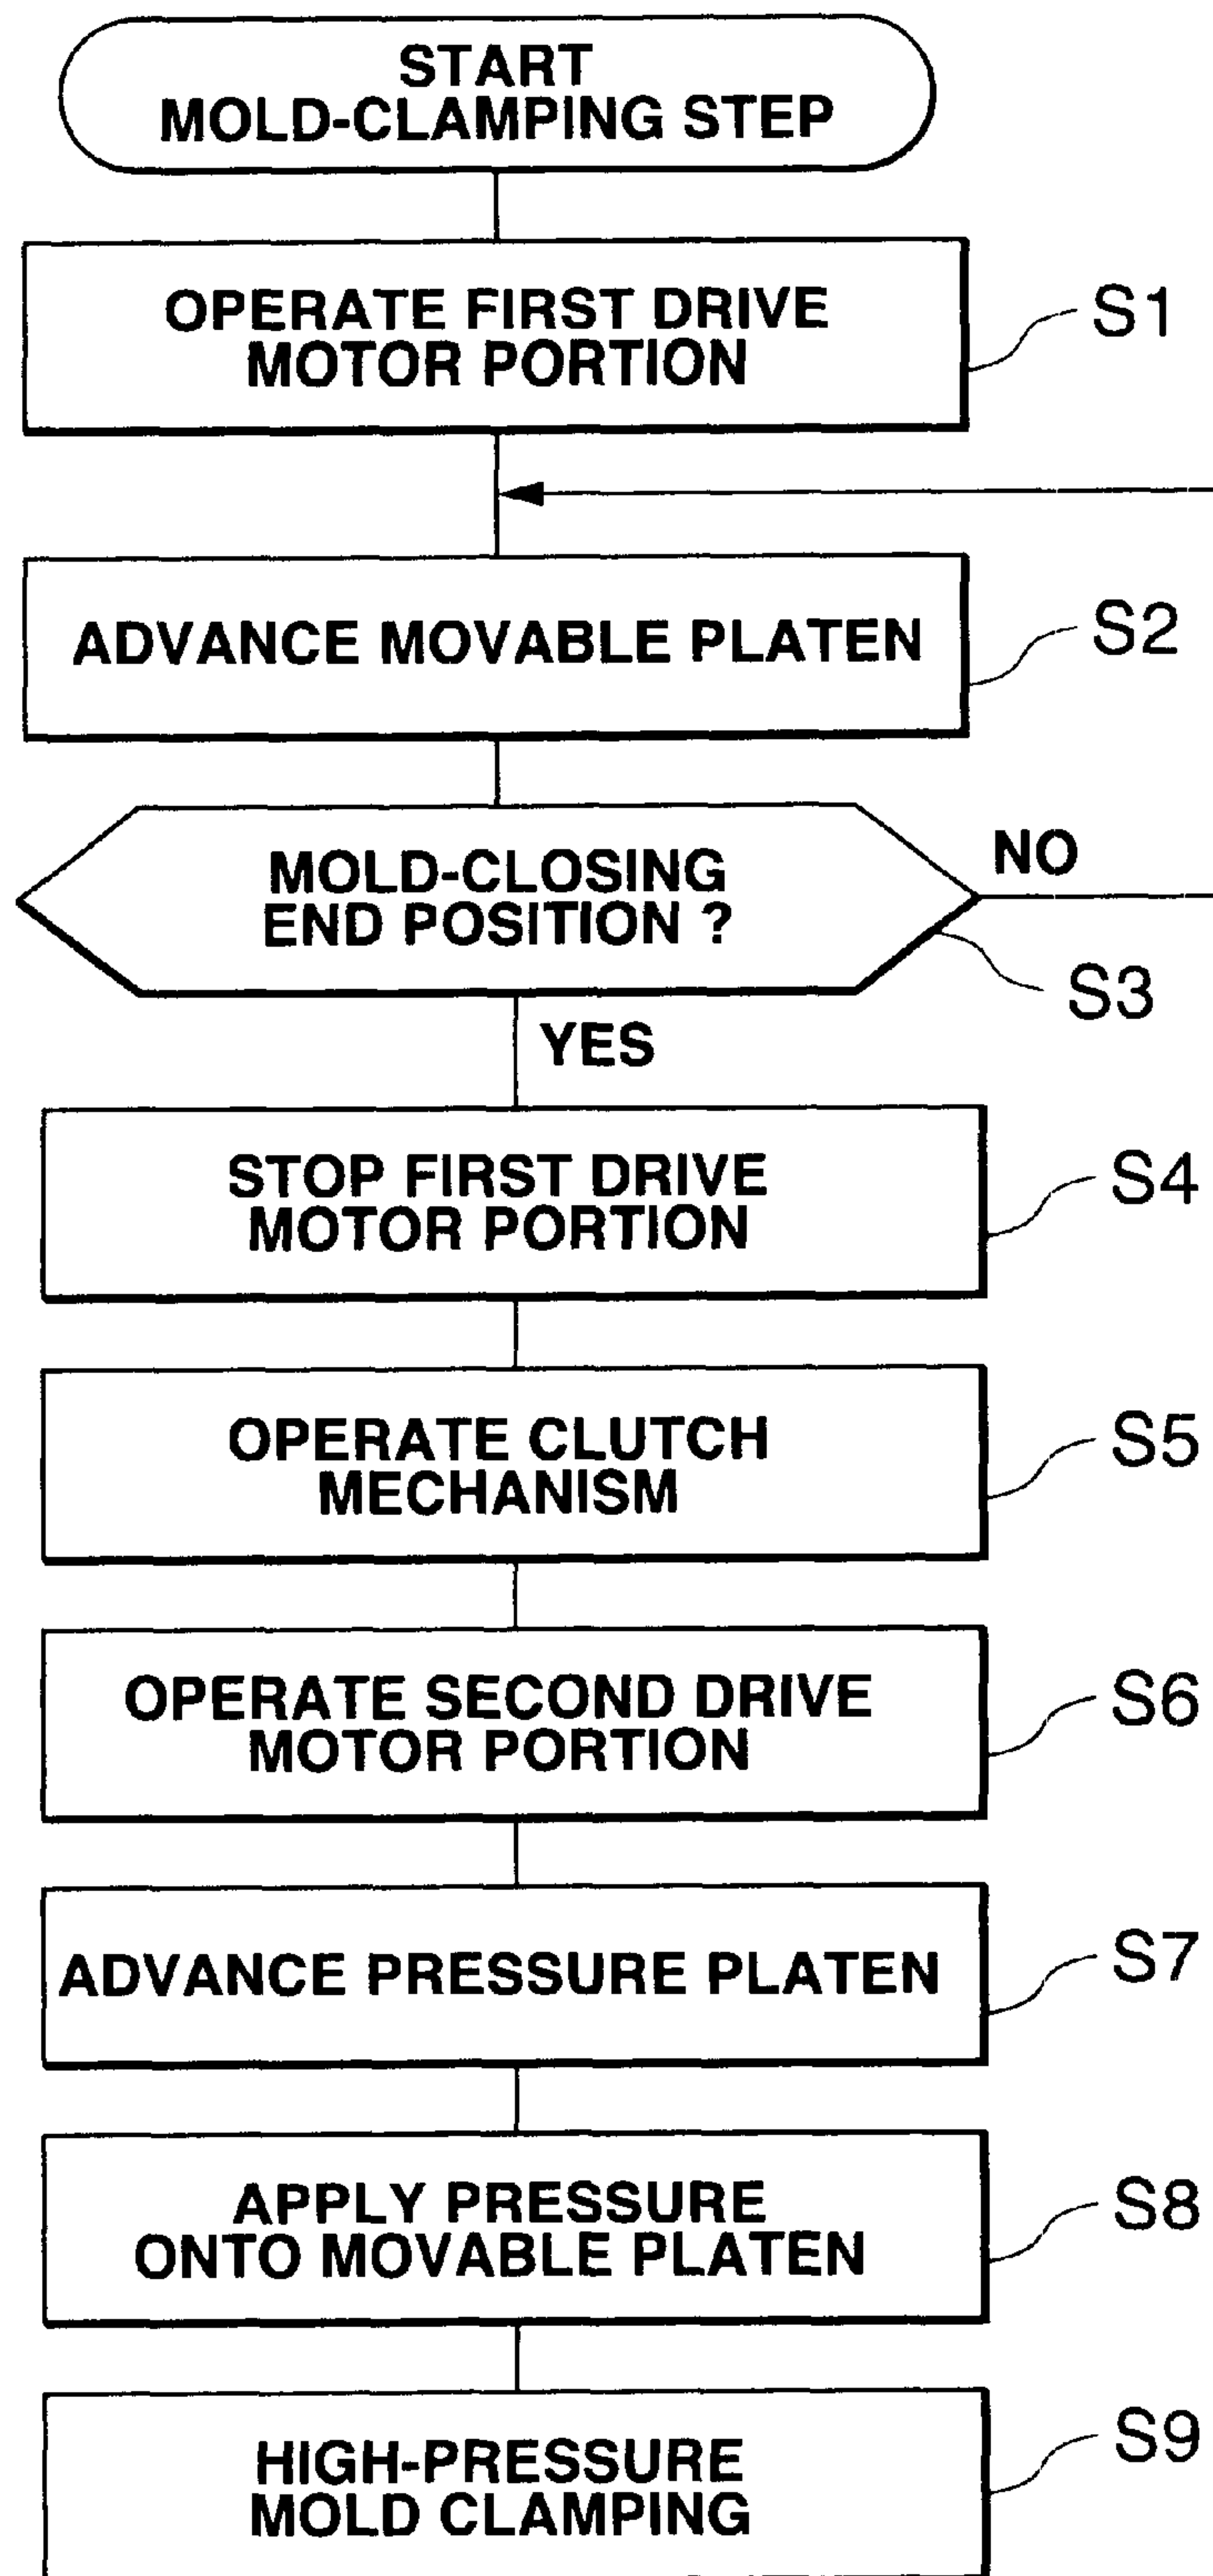 START
MOLD-CLAMPING STEP
OPERATE FIRST DRIVE
MOTOR PORTION
S1
ADVANCE MOVABLE PLATEN
S2
MOLD-CLOSING
END POSITION ?
NO
S3
YES
STOP FIRST DRIVE
MOTOR PORTION
S4
OPERATE CLUTCH
MECHANISM
S5
OPERATE SECOND DRIVE
MOTOR PORTION
S6
ADVANCE PRESSURE PLATEN
S7
APPLY PRESSURE
ONTO MOVABLE PLATEN
S8
HIGH-PRESSURE
MOLD CLAMPING
S9